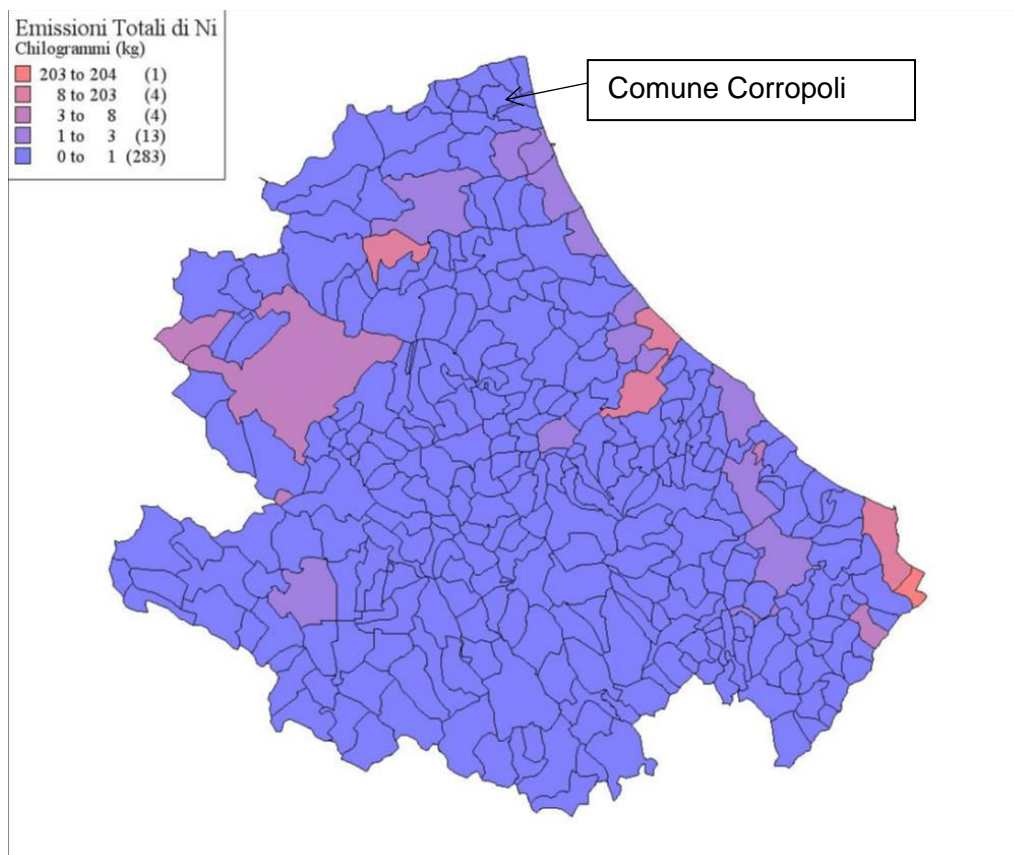 Emissioni Totali di Ni
Chilogrammi (kg)
203 to 204 (1)
8 to 203 (4)
3 to 8 (4)
1 to 3 (13)
0 to 1 (283)
Comune Corropoli